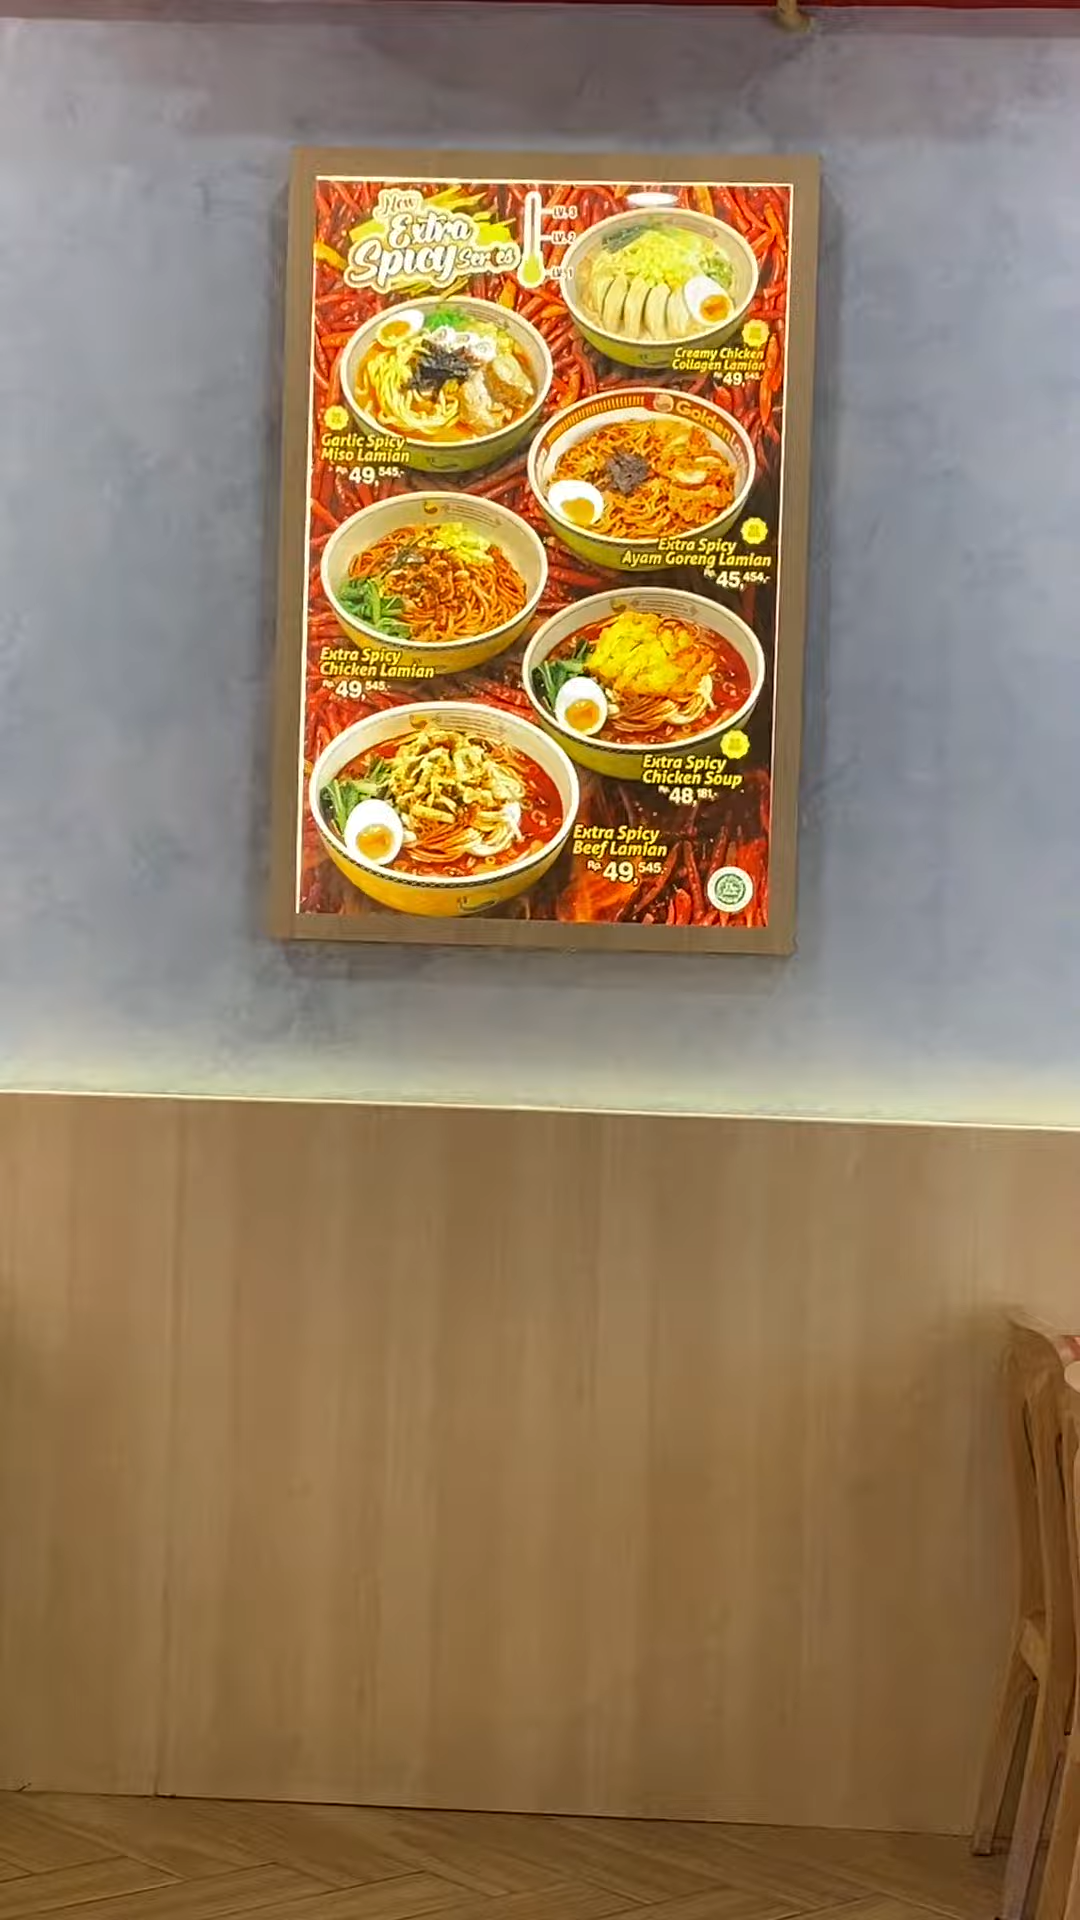 New
Extra
Spicy Series
LV. 3
LV. 2
LV. 1
Creamy Chicken
Collagen Lamian
Rp 49,545,-
Garlic Spicy
Miso Lamian
Rp 49,545,-
Golden
Extra Spicy
Ayam Goreng Lamian
Rp 45,454,-
Extra Spicy
Chicken Lamian
Rp 49,545,-
Extra Spicy
Chicken Soup
Rp 48,181,-
Extra Spicy
Beef Lamian
Rp 49,545,-